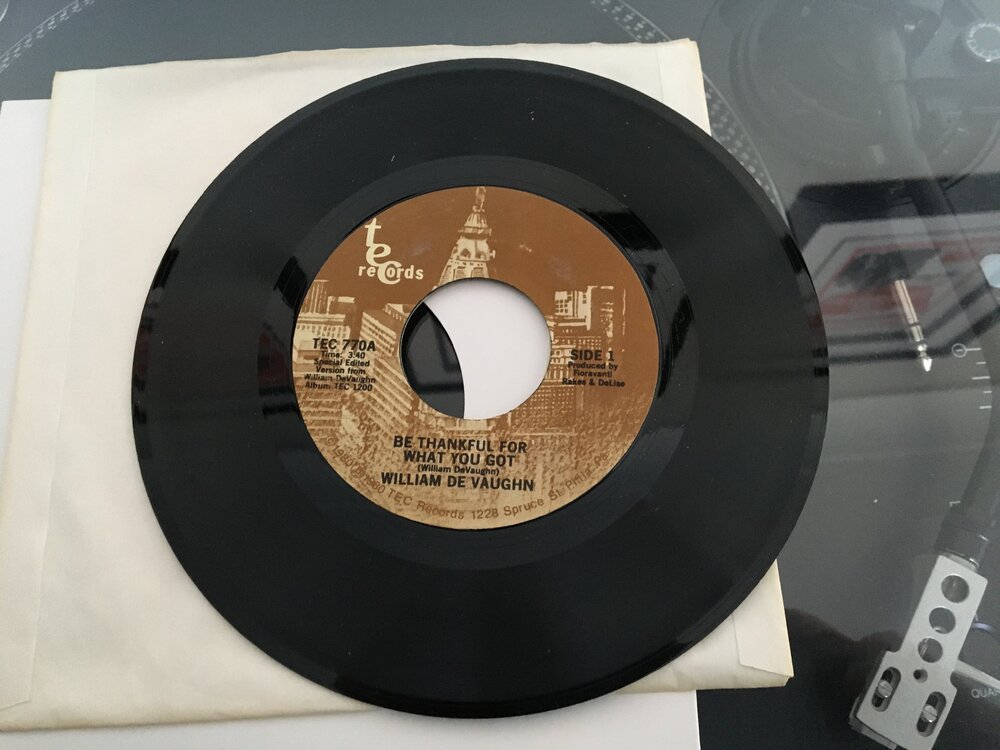 tec
records
TEC 770A
Time: 3:40
Special Edited
Version from
William DeVaughn
Album TEC 1200
SIDE 1
Produced by
Fioravanti
Rakes & DeLise
BE THANKFUL FOR
WHAT YOU GOT
(William DeVaughn)
WILLIAM DE VAUGHN
1980 TEC Records 1228 Spruce St. Phila. Pa.